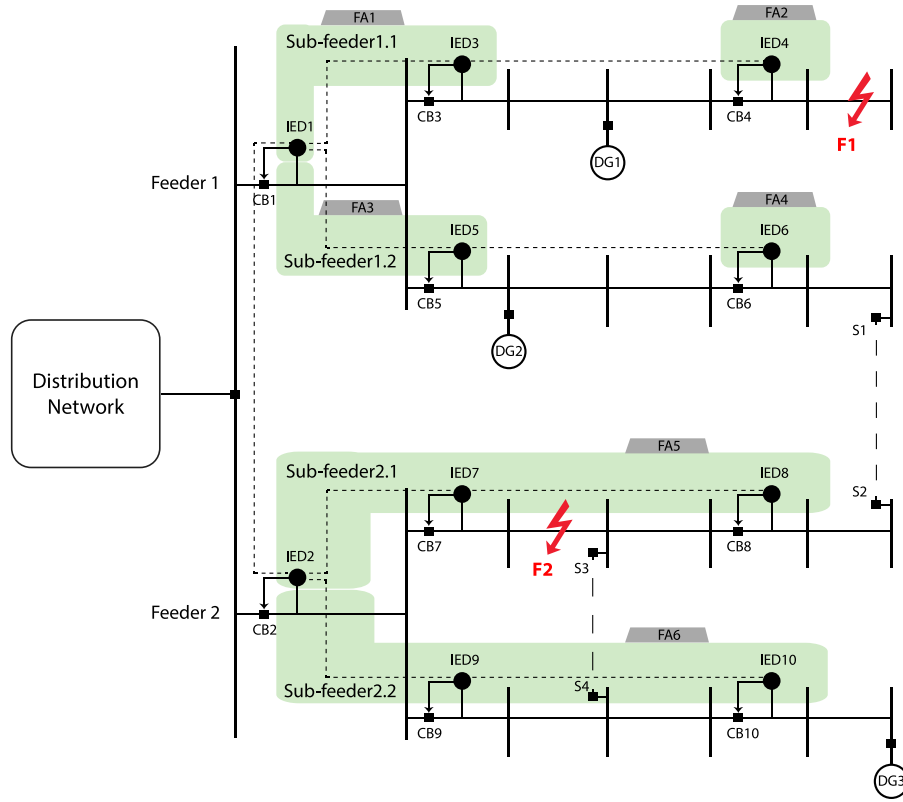 FA1
FA2
Sub-feeder1.1
IED3
IED4
CB3
CB4
IED1
F1
DG1
Feeder 1
CB1
FA3
FA4
IED5
IED6
Sub-feeder1.2
CB5
CB6
S1
DG2
Distribution
Network
FA5
Sub-feeder2.1
IED7
IED8
S2
CB7
CB8
IED2
F2
S3
Feeder 2
CB2
FA6
IED9
IED10
Sub-feeder2.2
S4
CB9
CB10
DG3